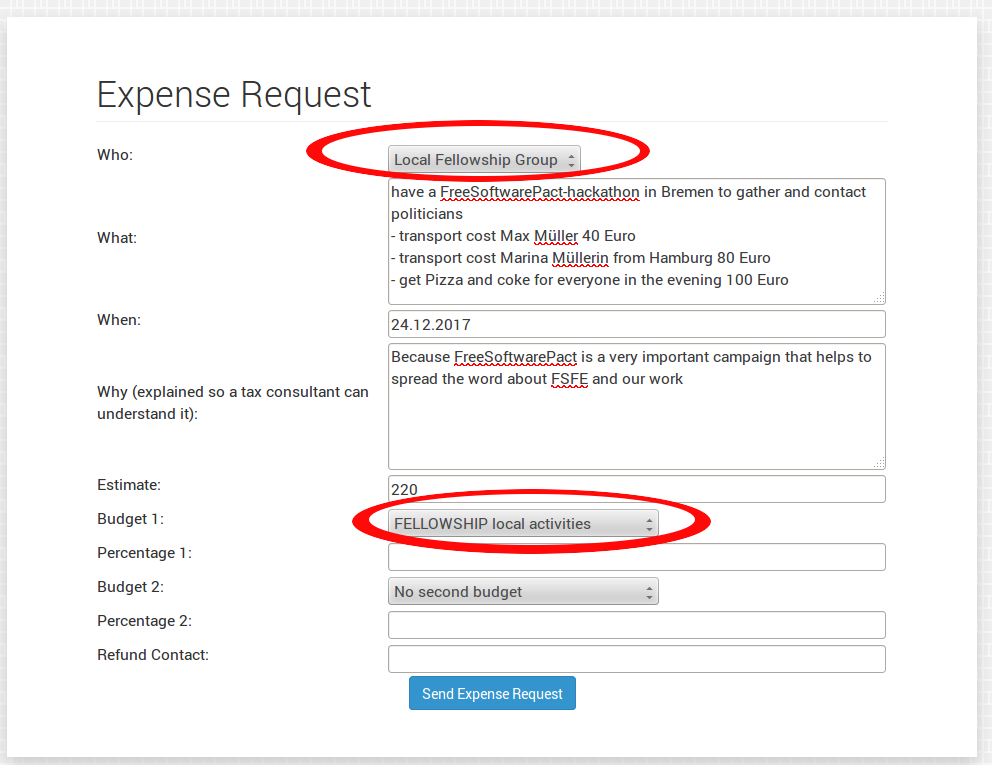 Expense Request
Who:
Local Fellowship Group
What:
have a FreeSoftwarePact-hackathon in Bremen to gather and contact
politicians
- transport cost Max Müller 40 Euro
- transport cost Marina Müllerin from Hamburg 80 Euro
- get Pizza and coke for everyone in the evening 100 Euro
When:
24.12.2017
Why (explained so a tax consultant can
understand it):
Because FreeSoftwarePact is a very important campaign that helps to
spread the word about FSFE and our work
Estimate:
220
Budget 1:
FELLOWSHIP local activities
Percentage 1:
Budget 2:
No second budget
Percentage 2:
Refund Contact:
Send Expense Request